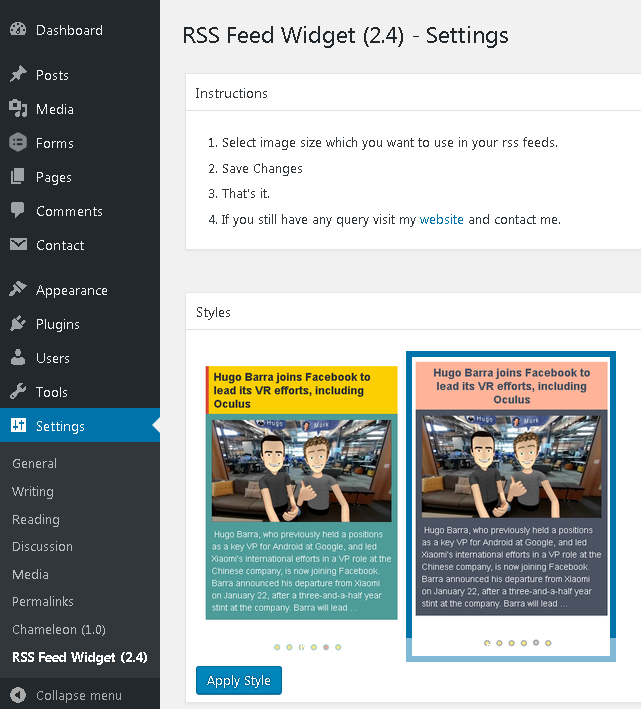 Dashboard
Posts
Media
Forms
Pages
Comments
Contact
Appearance
Plugins
Users
Tools
Settings
General
Writing
Reading
Discussion
Media
Permalinks
Chameleon (1.0)
RSS Feed Widget (2.4)
Collapse menu
RSS Feed Widget (2.4) - Settings
Instructions
1. Select image size which you want to use in your rss feeds.
2. Save Changes
3. That's it.
4. If you still have any query visit my website and contact me.
Styles
Hugo Barra joins Facebook to
lead its VR efforts, including
Oculus
Hugo
Mark
Hugo Barra, who previously held a positions
as a key VP for Android at Google, and led
Xiaomi's international efforts in a VP role at the
Chinese company, is now joining Facebook.
Barra announced his departure from Xiaomi
on January 22, after a three-and-a-half year
stint at the company. Barra will lead ...
Hugo Barra joins Facebook to
lead its VR efforts, including
Oculus
Hugo
Mark
Hugo Barra, who previously held a positions
as a key VP for Android at Google, and led
Xiaomi's international efforts in a VP role at the
Chinese company, is now joining Facebook.
Barra announced his departure from Xiaomi
on January 22, after a three-and-a-half year
stint at the company. Barra will lead ...
Apply Style